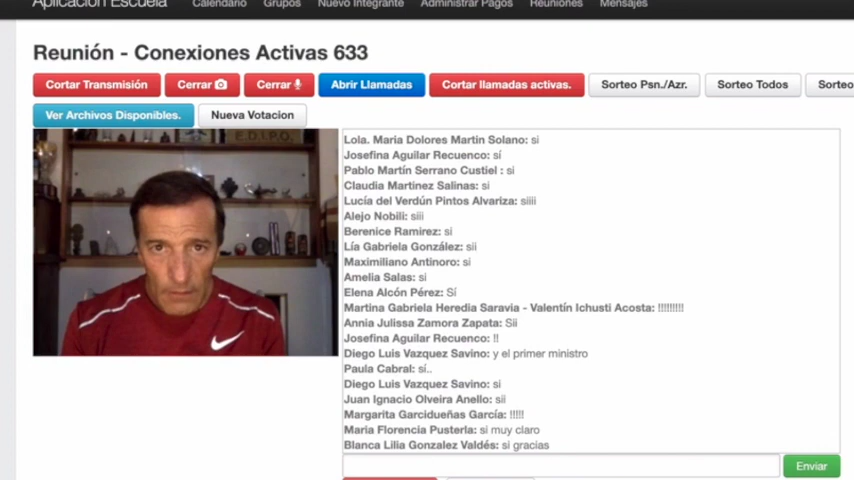 Aplicación Escuela Calendario Grupos Nuevo Integrante Administrar Pagos Reuniones Mensajes
Reunión - Conexiones Activas 633
Cortar Transmisión Cerrar Cerrar Abrir Llamadas Cortar llamadas activas. Sorteo Psn./Azr. Sorteo Todos Sorteo
Ver Archivos Disponibles. Nueva Votacion
E.D.I.P.O.
Lola. Maria Dolores Martin Solano: si
Josefina Aguilar Recuenco: sí
Pablo Martín Serrano Custiel : si
Claudia Martinez Salinas: si
Lucía del Verdún Pintos Alvariza: siiii
Alejo Nobili: siii
Berenice Ramirez: si
Lía Gabriela González: sii
Maximiliano Antinoro: si
Amelia Salas: si
Elena Alcón Pérez: Sí
Martina Gabriela Heredia Saravia - Valentín Ichusti Acosta: !!!!!!!!!
Annia Julissa Zamora Zapata: Sii
Josefina Aguilar Recuenco: !!
Diego Luis Vazquez Savino: y el primer ministro
Paula Cabral: sí..
Diego Luis Vazquez Savino: si
Juan Ignacio Olveira Anello: sii
Margarita Garcidueñas García: !!!!!
Maria Florencia Pusterla: si muy claro
Blanca Lilia Gonzalez Valdés: si gracias
Enviar